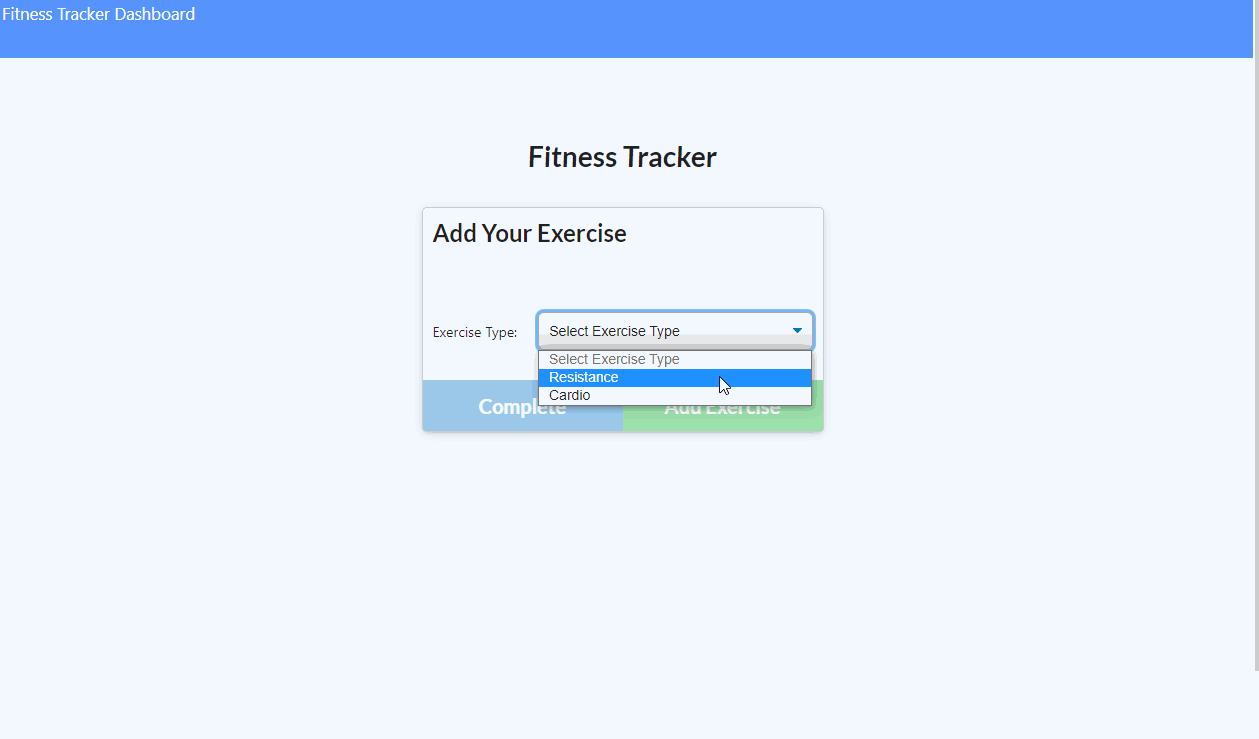 Fitness Tracker Dashboard
Fitness Tracker
Add Your Exercise
Exercise Type: Select Exercise Type
Select Exercise Type
Resistance
Cardio
Complete Add Exercise